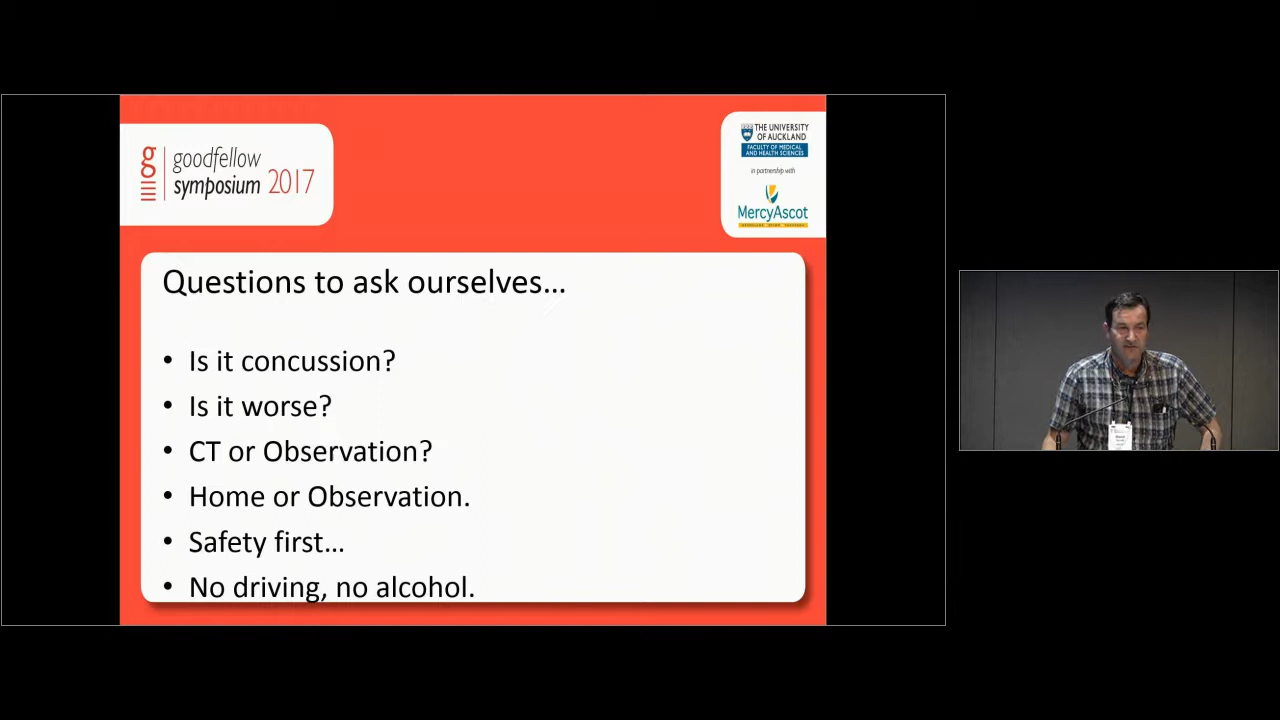 goodfellow
symposium 2017
THE UNIVERSITY
OF AUCKLAND
FACULTY OF MEDICAL
AND HEALTH SCIENCES
in partnership with
MercyAscot
Questions to ask ourselves...
• Is it concussion?
• Is it worse?
• CT or Observation?
• Home or Observation.
• Safety first...
• No driving, no alcohol.